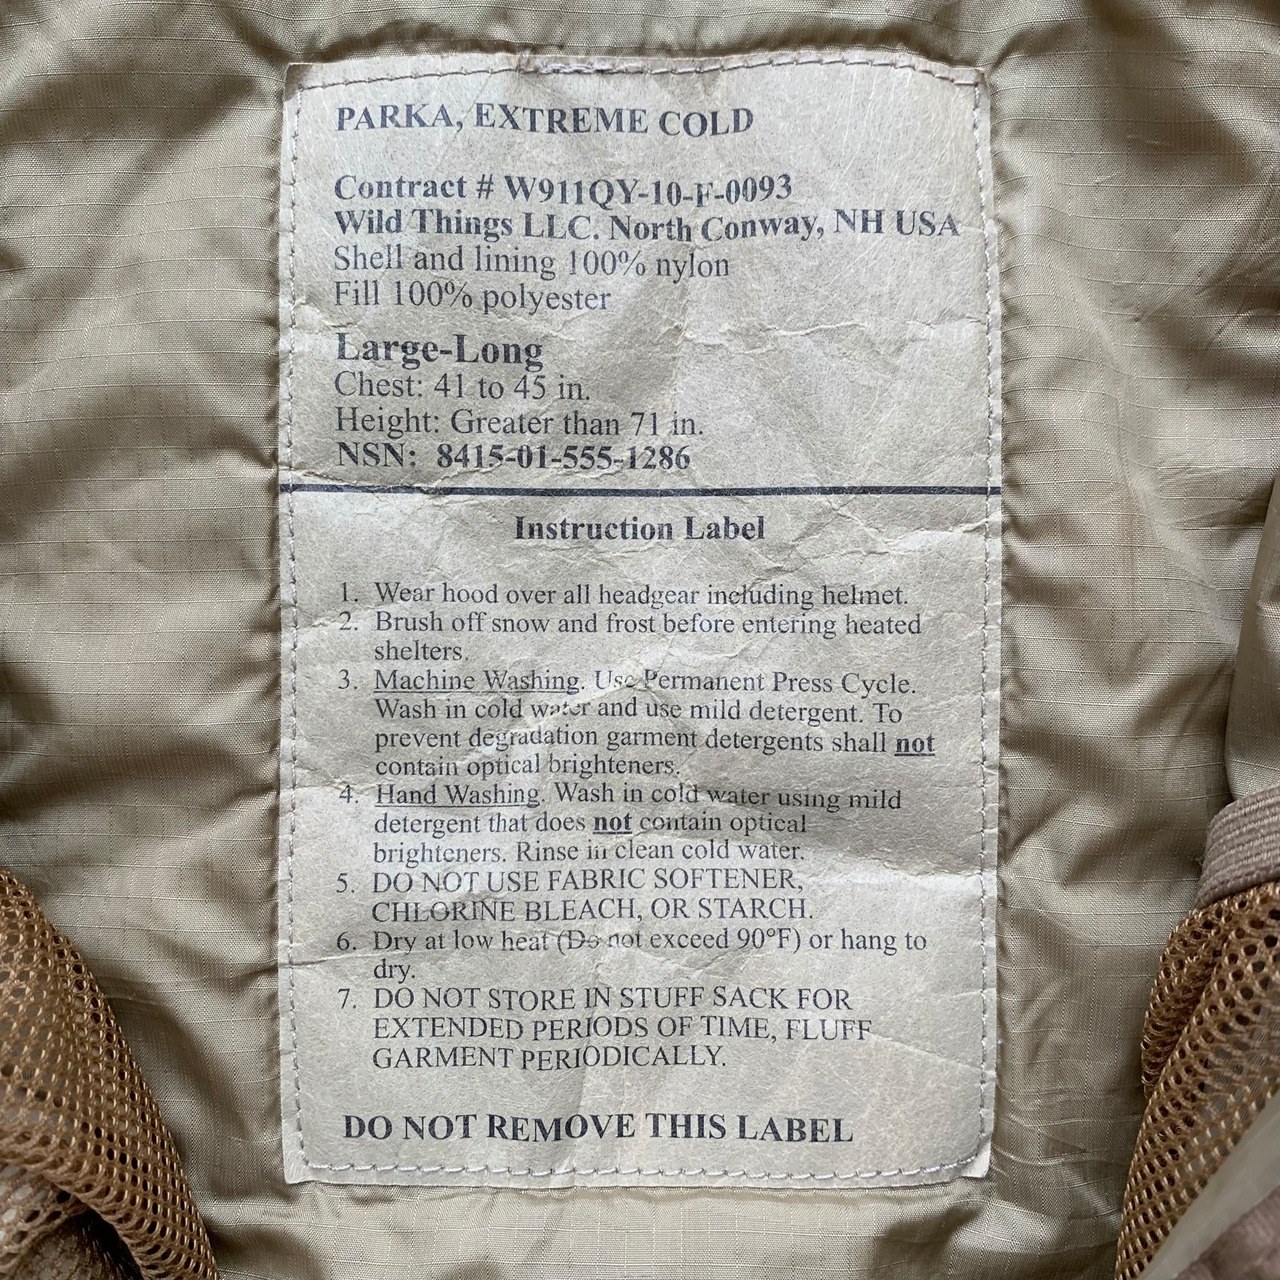 PARKA, EXTREME COLD
Contract # W911QY-10-F-0093
Wild Things LLC. North Conway, NH USA
Shell and lining 100% nylon
Fill 100% polyester
Large-Long
Chest: 41 to 45 in.
Height: Greater than 71 in.
NSN: 8415-01-555-1286
Instruction Label
1. Wear hood over all headgear including helmet.
2. Brush off snow and frost before entering heated
shelters.
3. Machine Washing. Use Permanent Press Cycle.
Wash in cold water and use mild detergent. To
prevent degradation garment detergents shall not
contain optical brighteners.
4. Hand Washing. Wash in cold water using mild
detergent that does not contain optical
brighteners. Rinse in clean cold water.
5. DO NOT USE FABRIC SOFTENER,
CHLORINE BLEACH, OR STARCH.
6. Dry at low heat (Do not exceed 90°F) or hang to
dry.
7. DO NOT STORE IN STUFF SACK FOR
EXTENDED PERIODS OF TIME, FLUFF
GARMENT PERIODICALLY.
DO NOT REMOVE THIS LABEL